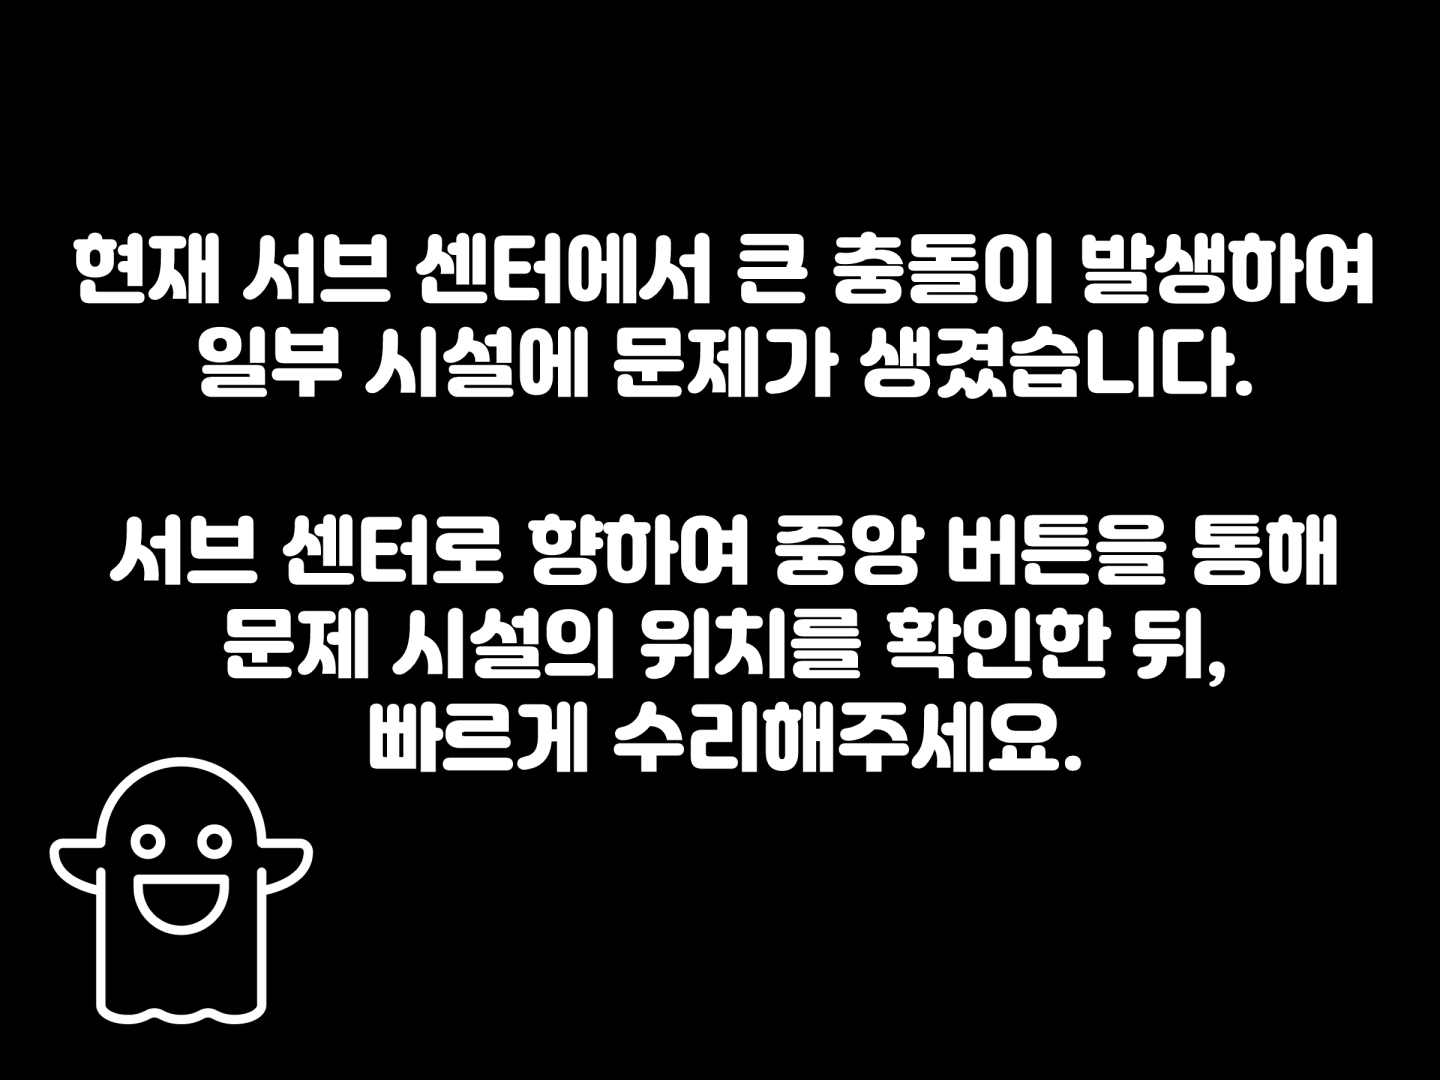 현재 서브 센터에서 큰 충돌이 발생하여
일부 시설에 문제가 생겼습니다.
서브 센터로 향하여 중앙 버튼을 통해
문제 시설의 위치를 확인한 뒤,
빠르게 수리해주세요.